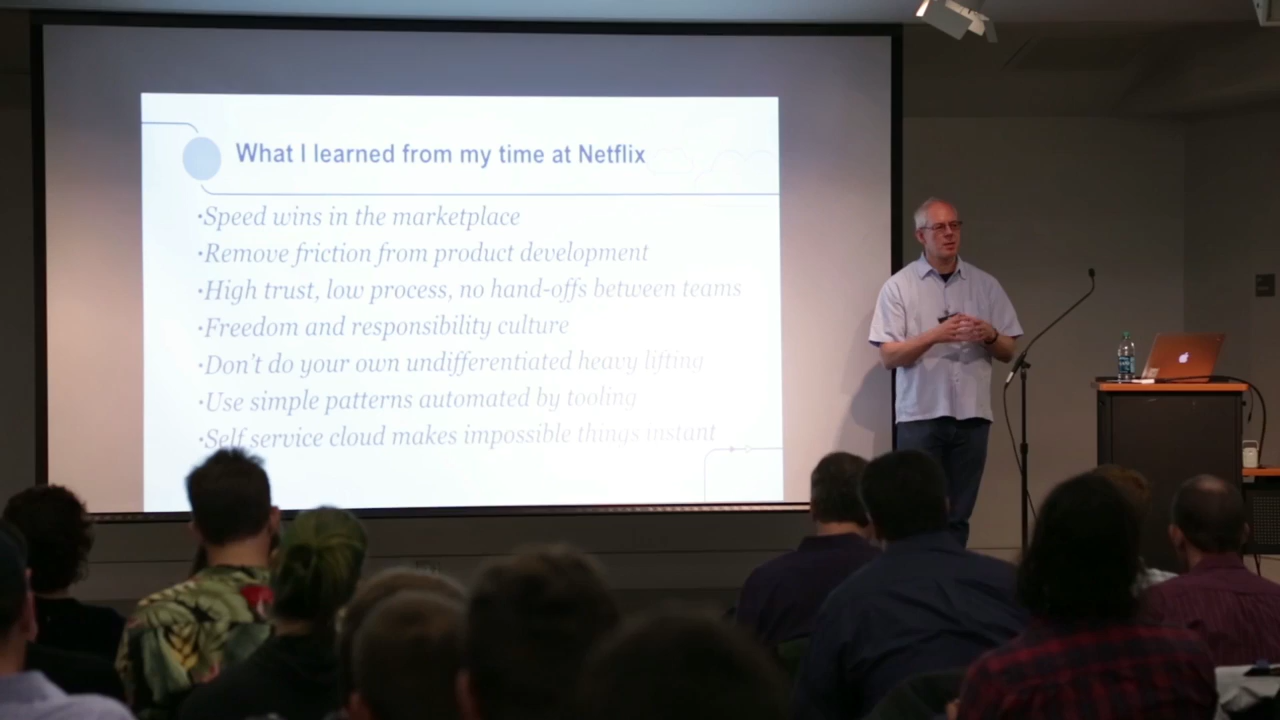 What I learned from my time at Netflix
·Speed wins in the marketplace
·Remove friction from product development
·High trust, low process, no hand-offs between teams
·Freedom and responsibility culture
·Don't do your own undifferentiated heavy lifting
·Use simple patterns automated by tooling
·Self service cloud makes impossible things instant